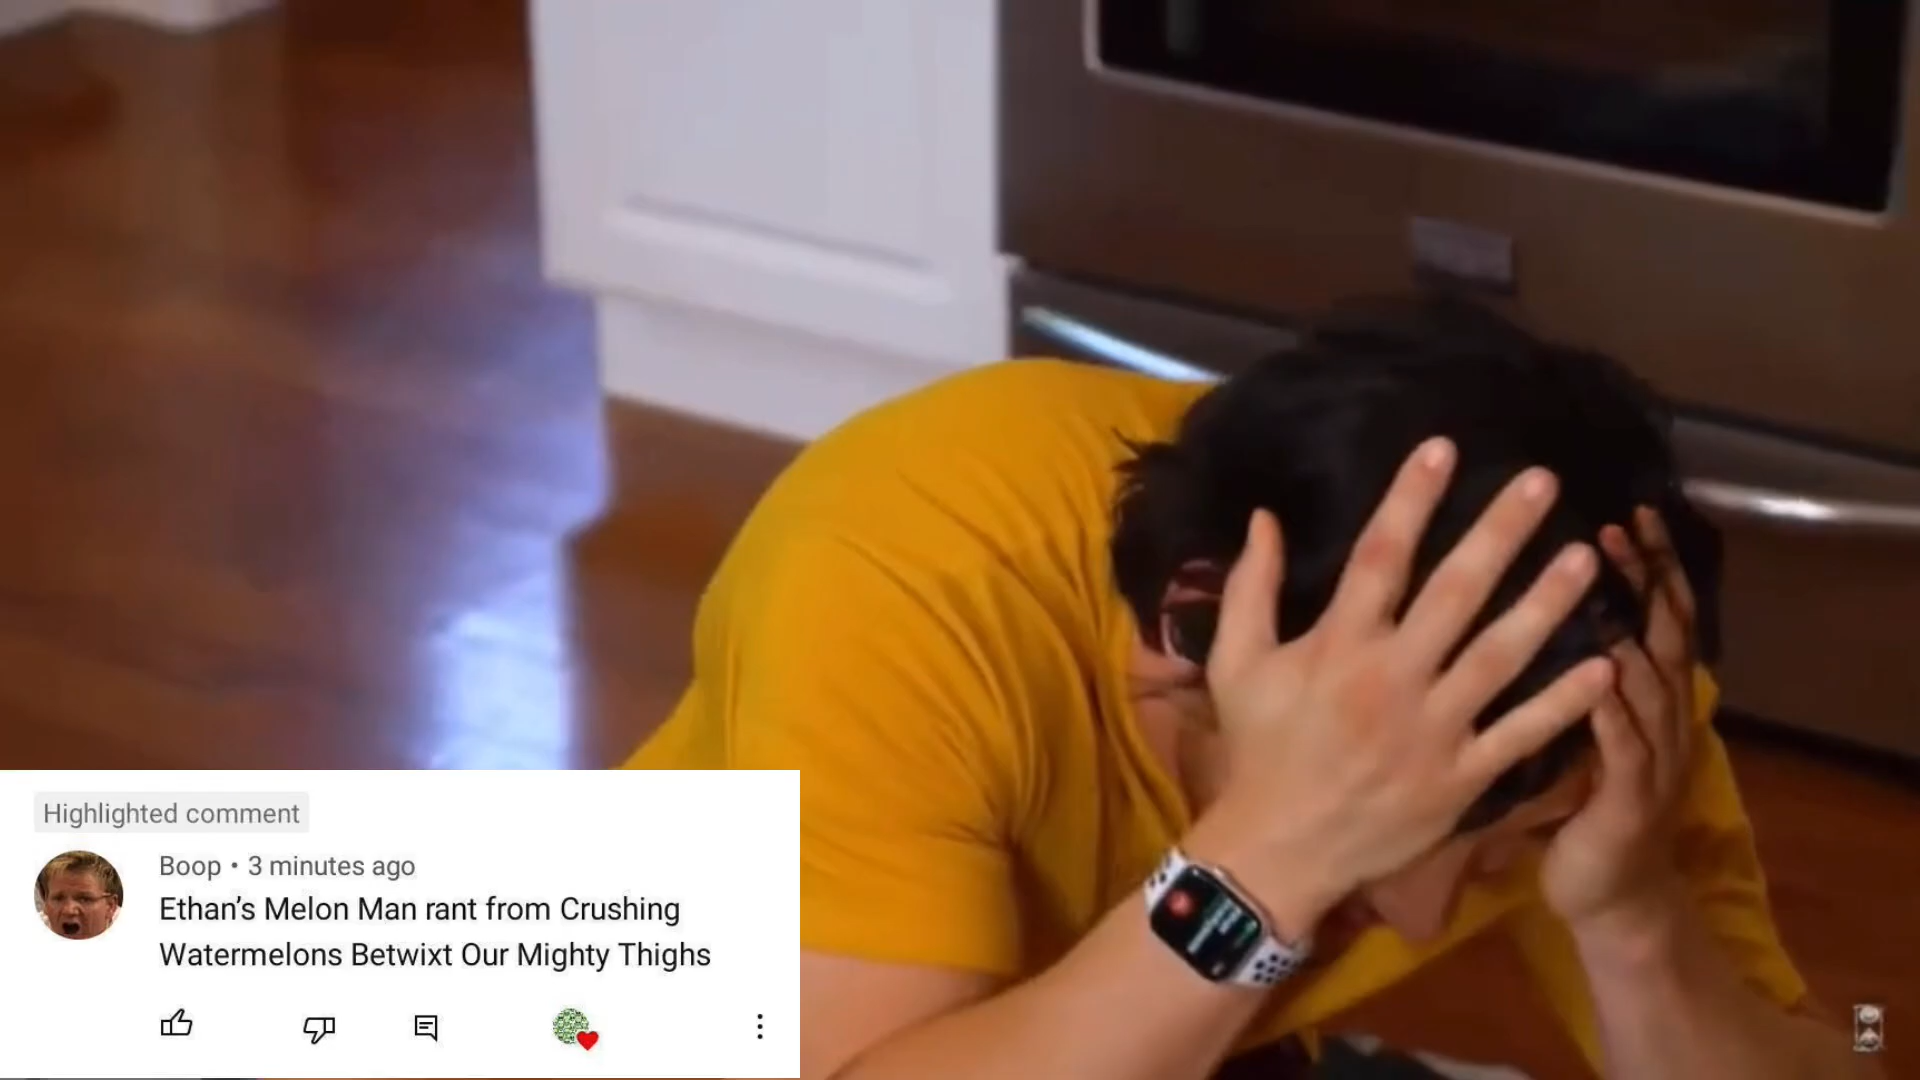 Highlighted comment
Boop • 3 minutes ago
Ethan’s Melon Man rant from Crushing
Watermelons Betwixt Our Mighty Thighs